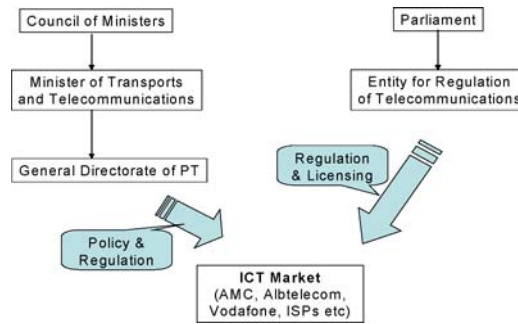 Council of Ministers
Parliament
Minister of Transports
and Telecommunications
Entity for Regulation
of Telecommunications
General Directorate of PT
Regulation
& Licensing
Policy &
Regulation
ICT Market
(AMC, Albtelecom,
Vodafone, ISPs etc)